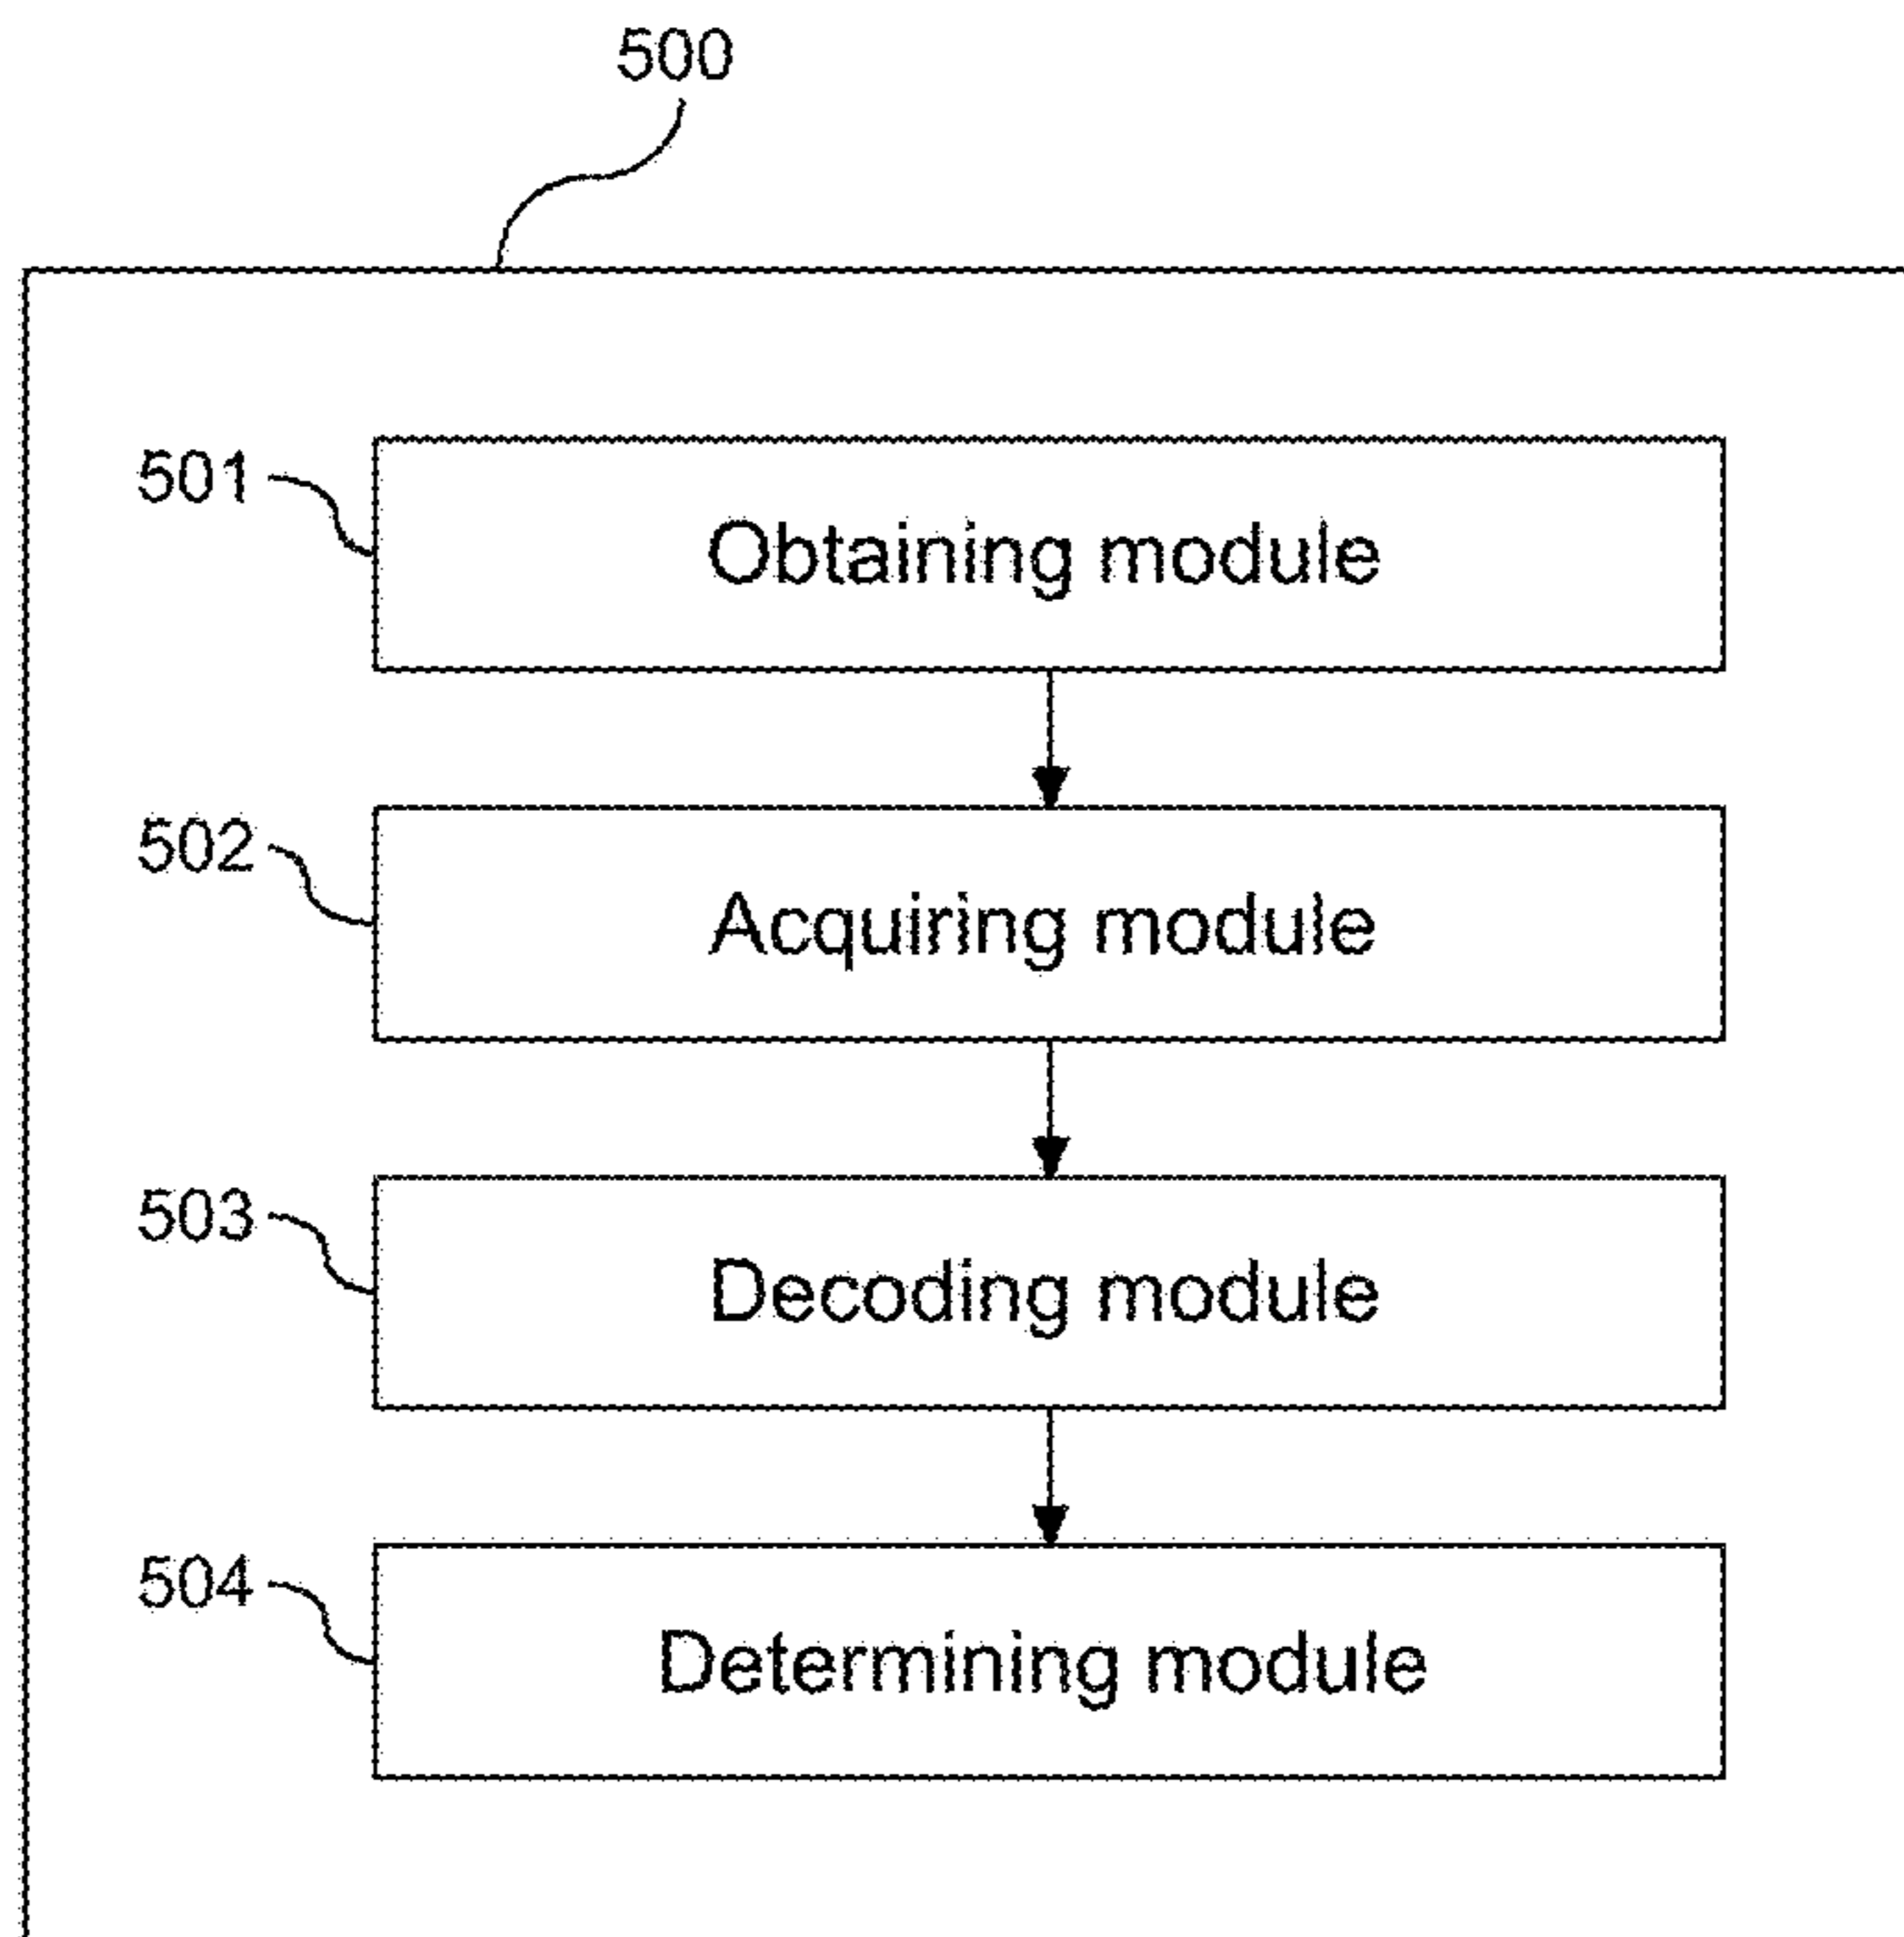 500
501
Obtaining module
502
Acquiring module
503
Decoding module
504
Determining module